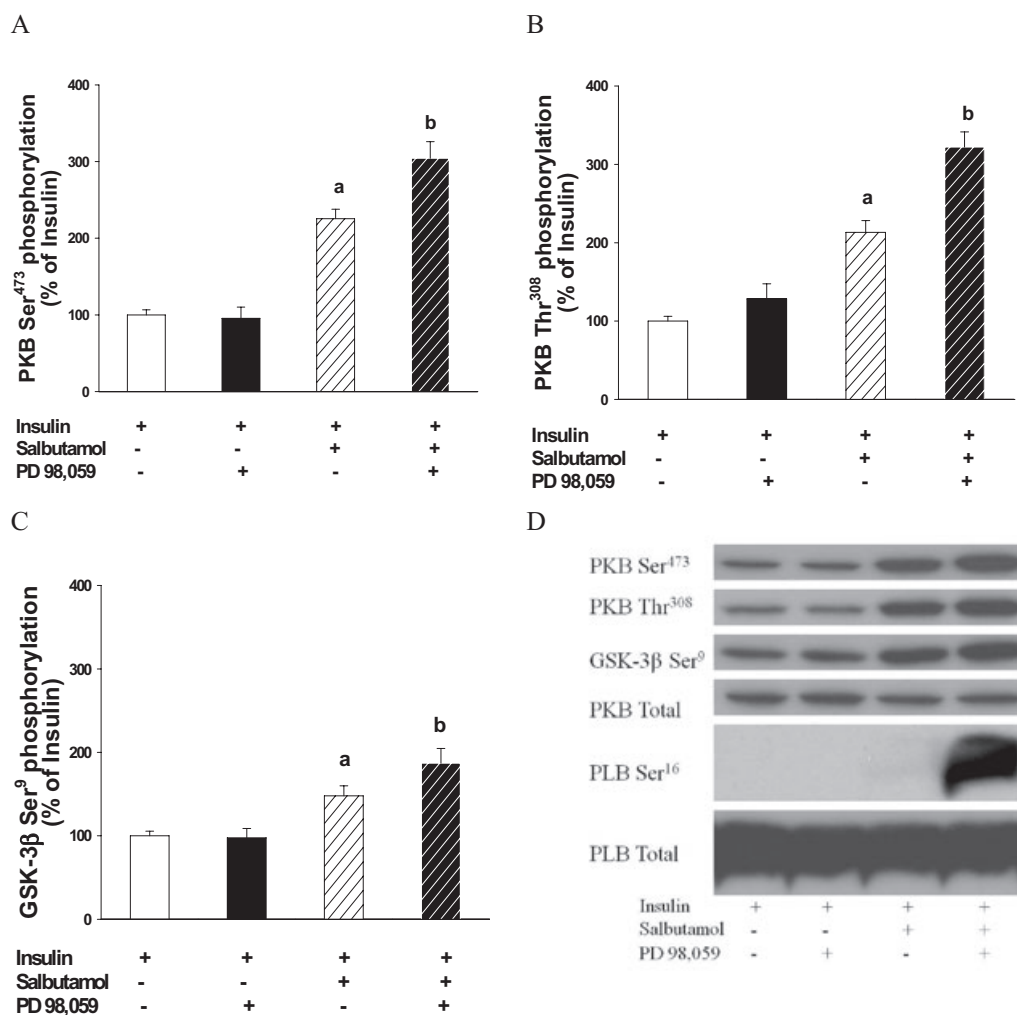 A
PKB Ser⁴⁷³ phosphorylation
(% of Insulin)
400
300
200
100
0
a
b
Insulin + + + +
Salbutamol - - + +
PD 98,059 - + - +
B
PKB Thr³⁰⁸ phosphorylation
(% of Insulin)
400
300
200
100
0
a
b
Insulin + + + +
Salbutamol - - + +
PD 98,059 - + - +
C
GSK-3β Ser⁹ phosphorylation
(% of Insulin)
400
300
200
100
0
a
b
Insulin + + + +
Salbutamol - - + +
PD 98,059 - + - +
D
PKB Ser⁴⁷³
PKB Thr³⁰⁸
GSK-3β Ser⁹
PKB Total
PLB Ser¹⁶
PLB Total
Insulin + + + +
Salbutamol - - + +
PD 98,059 - + - +